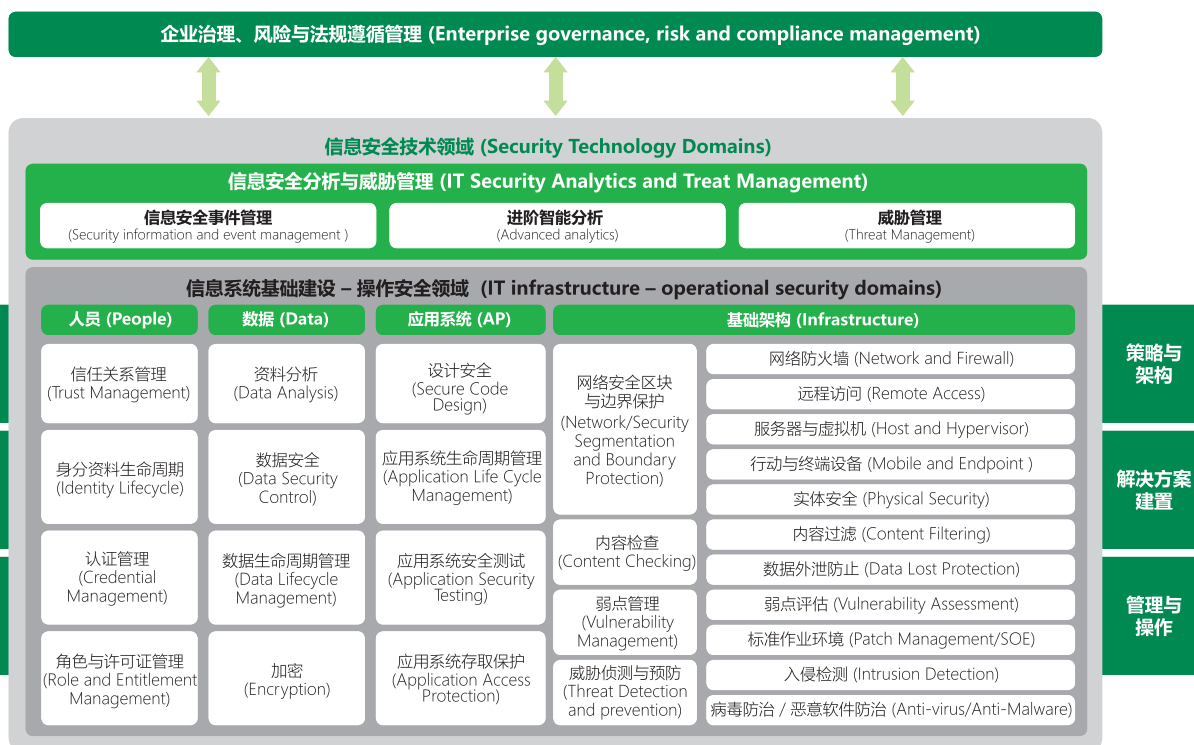 企业治理、风险与法规遵循管理 (Enterprise governance, risk and compliance management)
信息安全技术领域 (Security Technology Domains)
信息安全分析与威胁管理 (IT Security Analytics and Treat Management)
信息安全事件管理
(Security information and event management )
进阶智能分析
(Advanced analytics)
威胁管理
(Threat Management)
信息系统基础建设 – 操作安全领域 (IT infrastructure – operational security domains)
人员 (People)
数据 (Data)
应用系统 (AP)
基础架构 (Infrastructure)
信任关系管理
(Trust Management)
身分资料生命周期
(Identity Lifecycle)
认证管理
(Credential
Management)
角色与许可证管理
(Role and Entitlement
Management)
资料分析
(Data Analysis)
数据安全
(Data Security
Control)
数据生命周期管理
(Data Lifecycle
Management)
加密
(Encryption)
设计安全
(Secure Code
Design)
应用系统生命周期管理
(Application Life Cycle
Management)
应用系统安全测试
(Application Security
Testing)
应用系统存取保护
(Application Access
Protection)
网络安全区块
与边界保护
(Network/Security
Segmentation
and Boundary
Protection)
内容检查
(Content Checking)
弱点管理
(Vulnerability
Management)
威胁侦测与预防
(Threat Detection
and prevention)
网络防火墙 (Network and Firewall)
远程访问 (Remote Access)
服务器与虚拟机 (Host and Hypervisor)
行动与终端设备 (Mobile and Endpoint )
实体安全 (Physical Security)
内容过滤 (Content Filtering)
数据外泄防止 (Data Lost Protection)
弱点评估 (Vulnerability Assessment)
标准作业环境 (Patch Management/SOE)
入侵检测 (Intrusion Detection)
病毒防治 / 恶意软件防治 (Anti-virus/Anti-Malware)
策略与
架构
解决方案
建置
管理与
操作